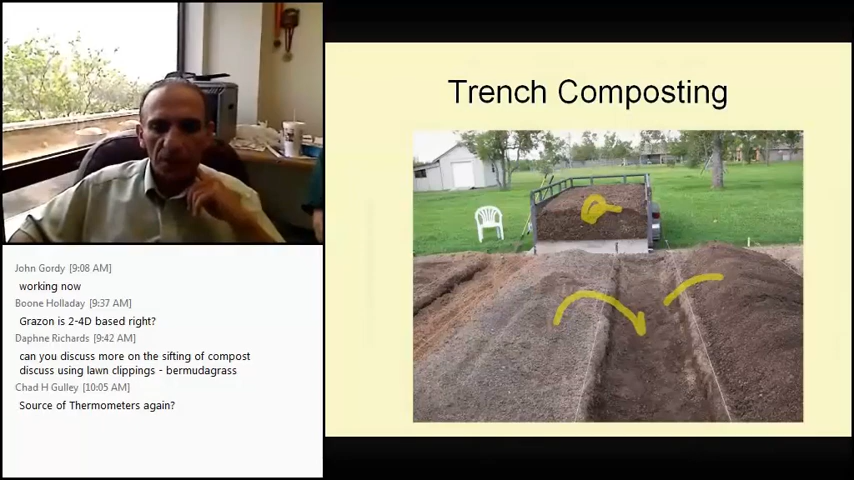 Trench Composting
John Gordy [9:08 AM]
working now
Boone Holladay [9:37 AM]
Grazon is 2-4D based right?
Daphne Richards [9:42 AM]
can you discuss more on the sifting of compost
discuss using lawn clippings - bermudagrass
Chad H Gulley [10:05 AM]
Source of Thermometers again?